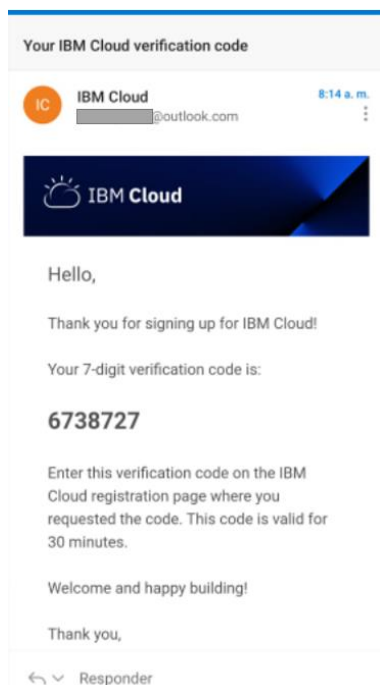 Your IBM Cloud verification code
IC
IBM Cloud
8:14 a. m.
@outlook.com
IBM Cloud
Hello,
Thank you for signing up for IBM Cloud!
Your 7-digit verification code is:
6738727
Enter this verification code on the IBM
Cloud registration page where you
requested the code. This code is valid for
30 minutes.
Welcome and happy building!
Thank you,
Responder